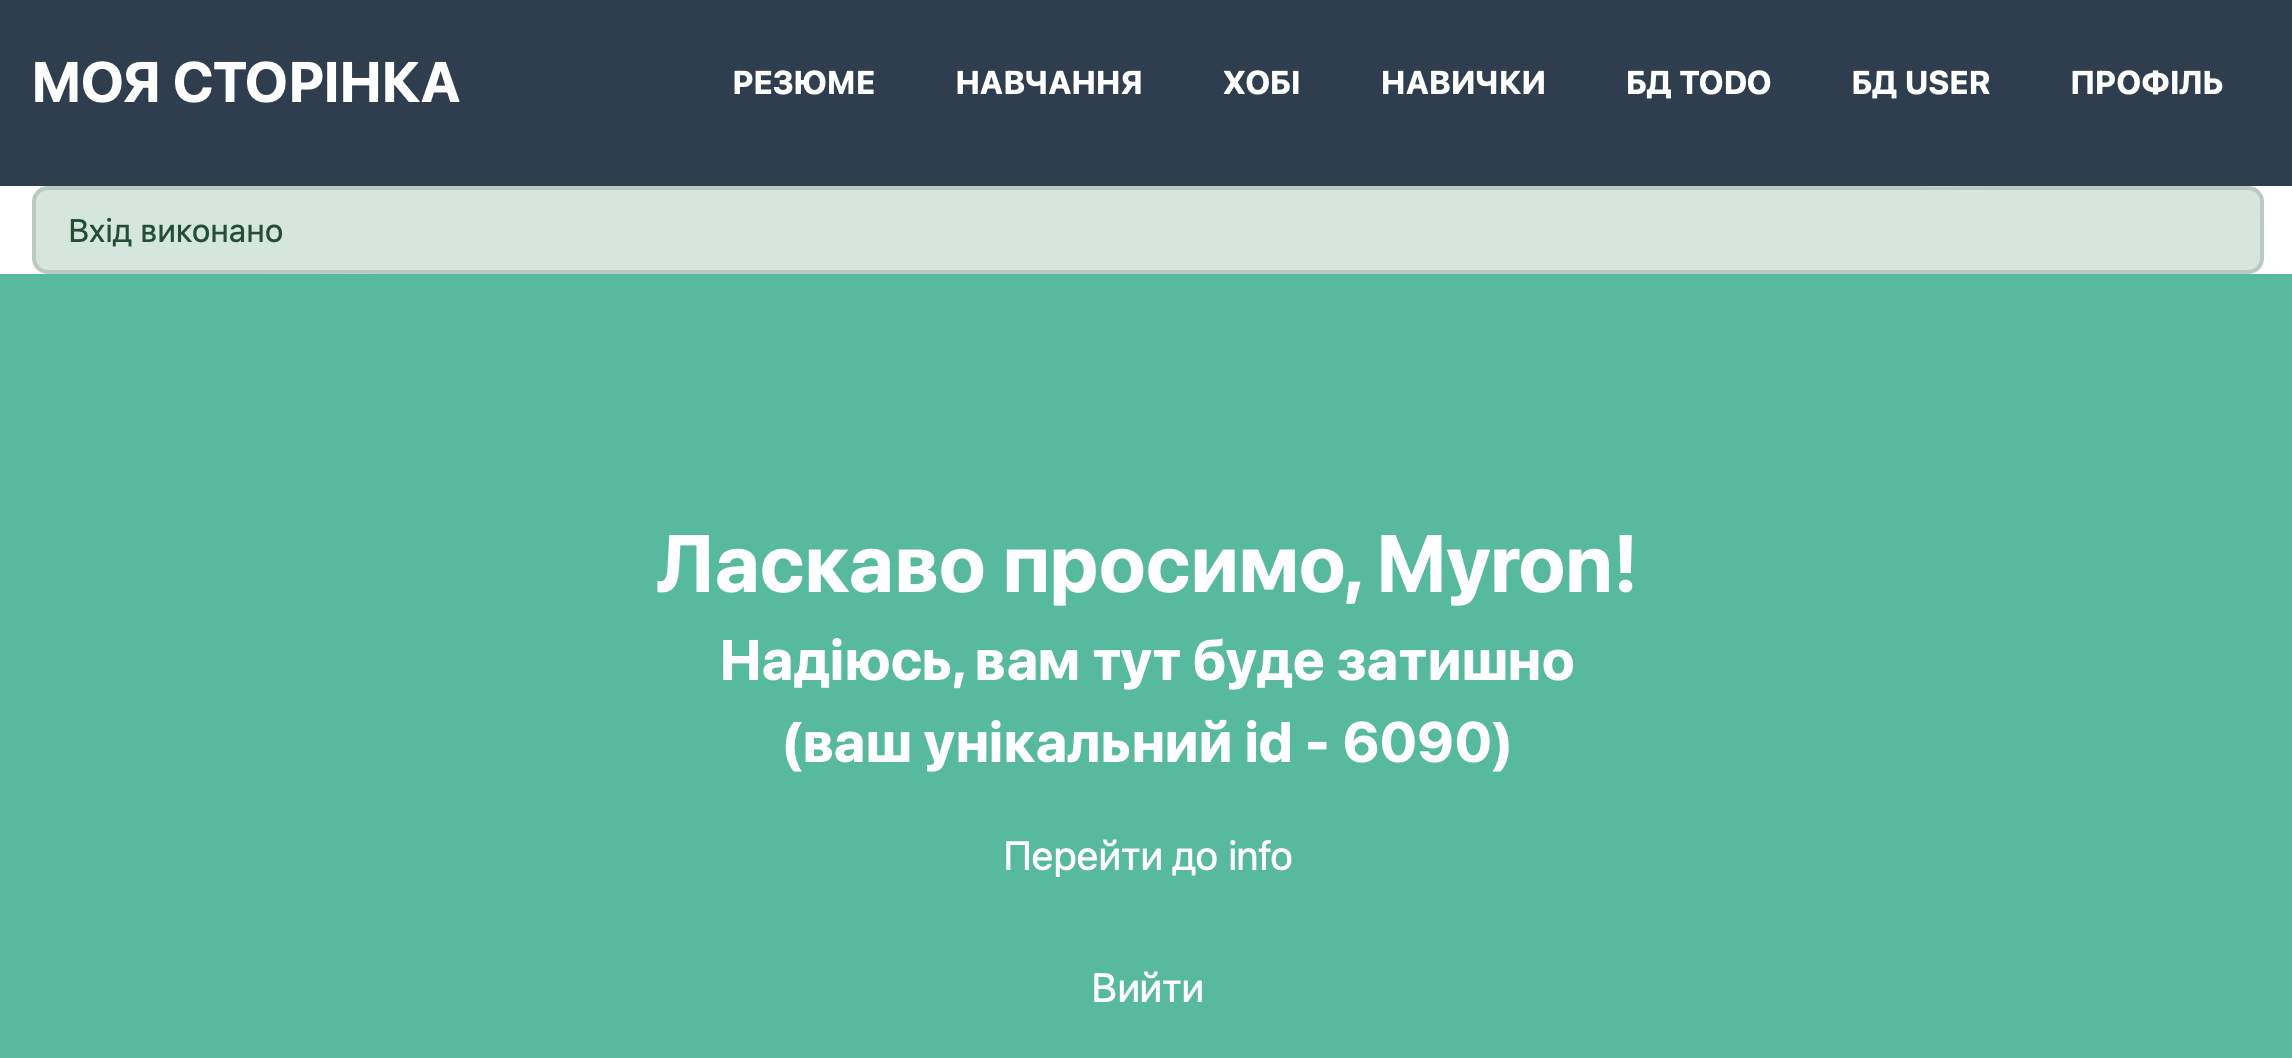 МОЯ СТОРІНКА
РЕЗЮМЕ
НАВЧАННЯ
ХОБІ
НАВИЧКИ
БД TODO
БД USER
ПРОФІЛЬ
Вхід виконано
Ласкаво просимо, Myron!
Надіюсь, вам тут буде затишно
(ваш унікальний id - 6090)
Перейти до info
Вийти